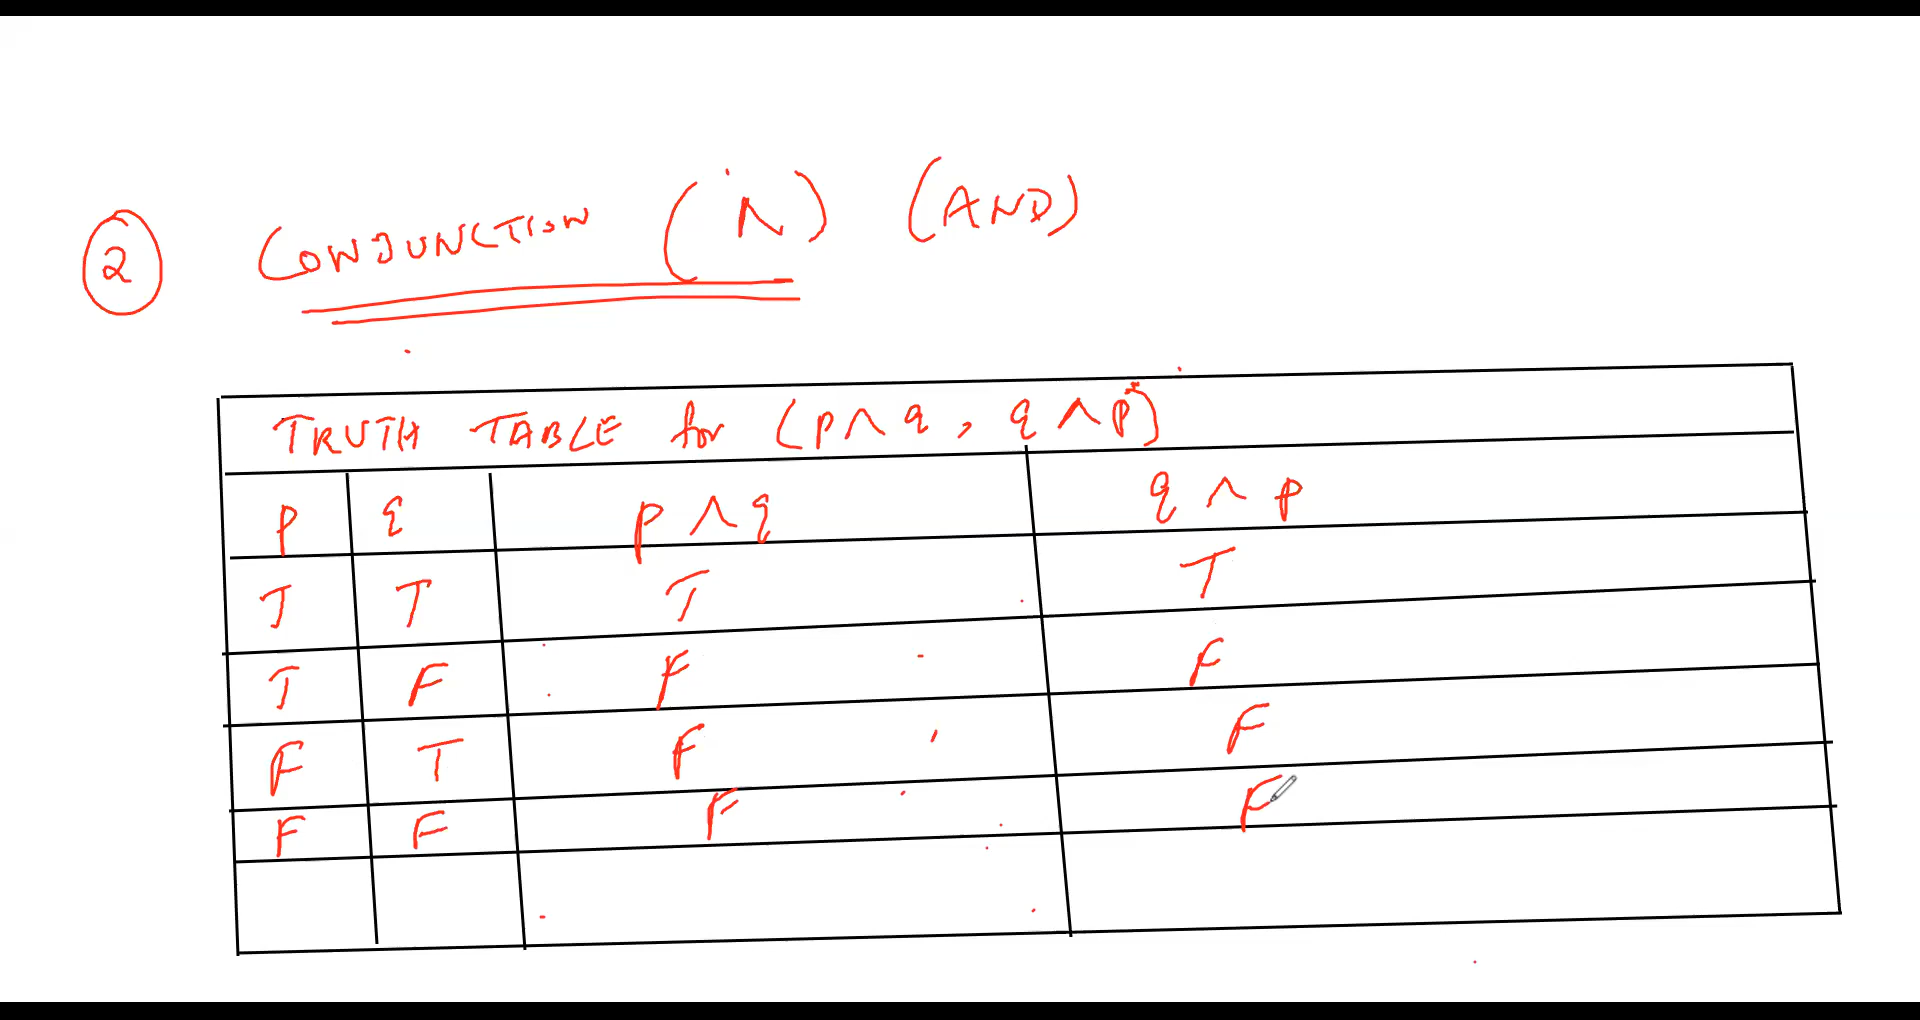 2 CONJUNCTION (∧) (AND)
TRUTH TABLE for (p ∧ q, q ∧ p)
p q p ∧ q q ∧ p
T T T T
T F F F
F T F F
F F F F